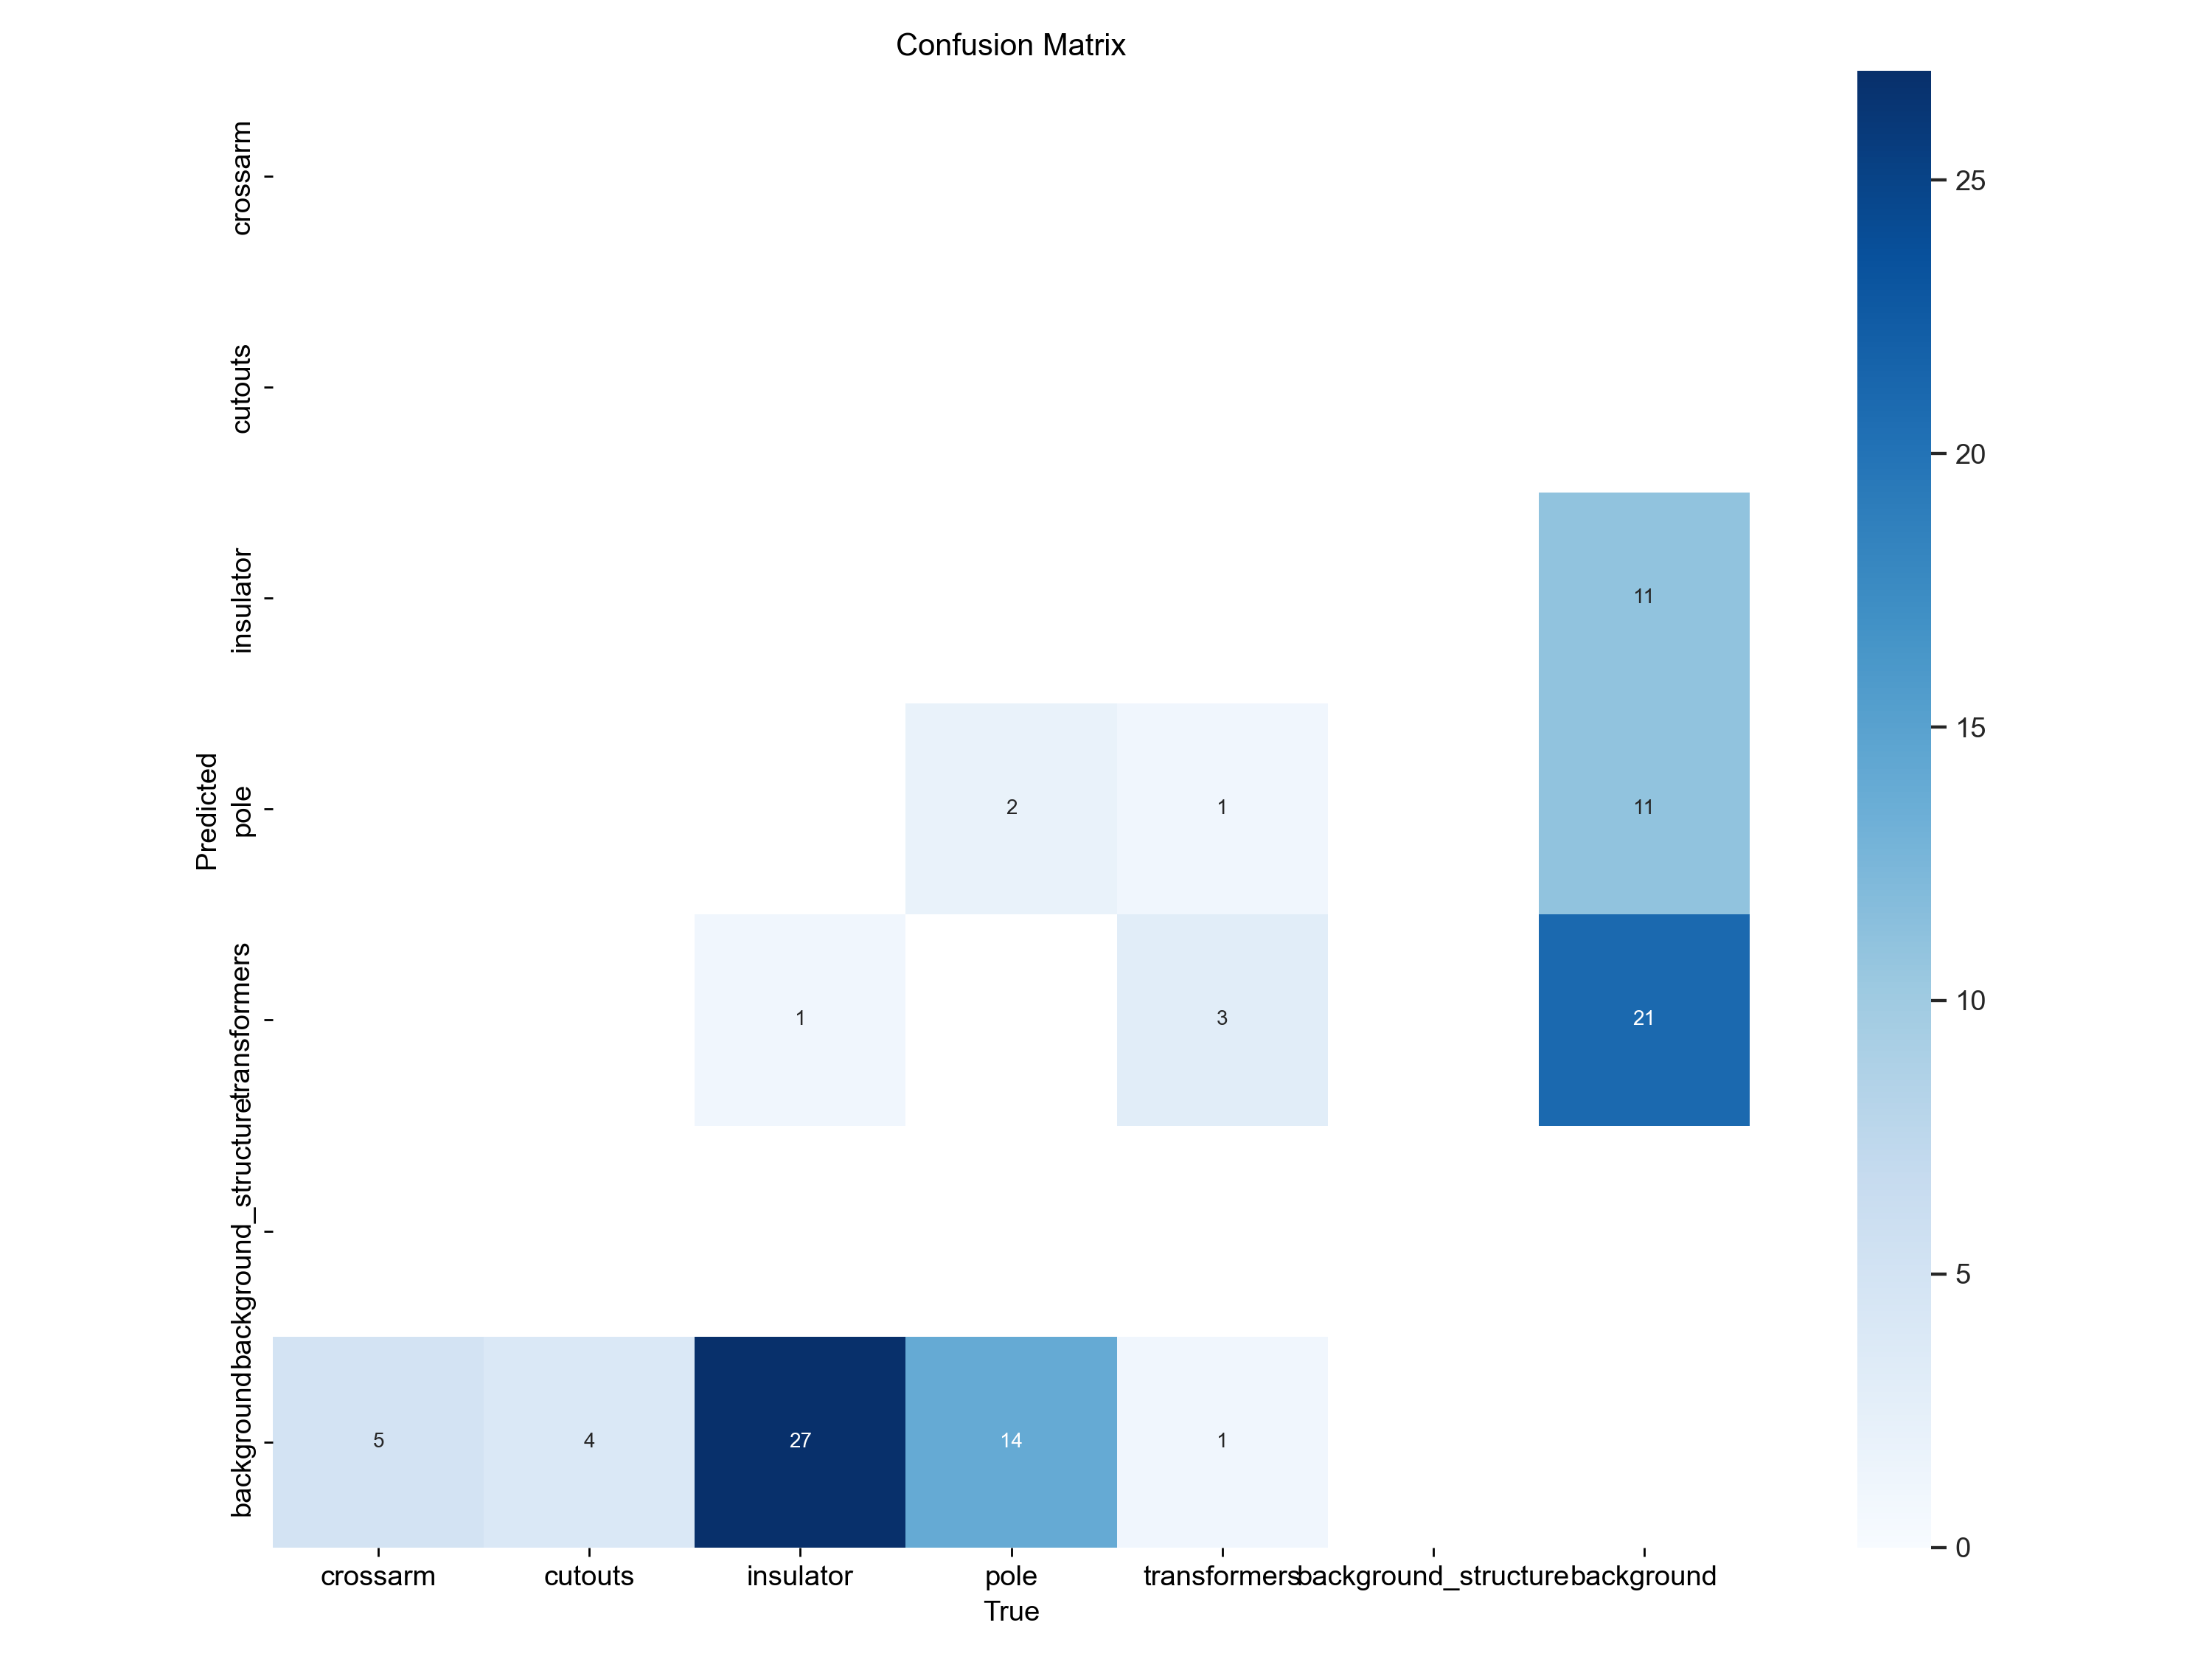 Confusion Matrix
crossarm
cutouts
insulator
pole
transformers
background_structure
background
Predicted
11
2 1 11
1 3 21
5 4 27 14 1
crossarm cutouts insulator pole transformers background_structure background
True
25
20
15
10
5
0